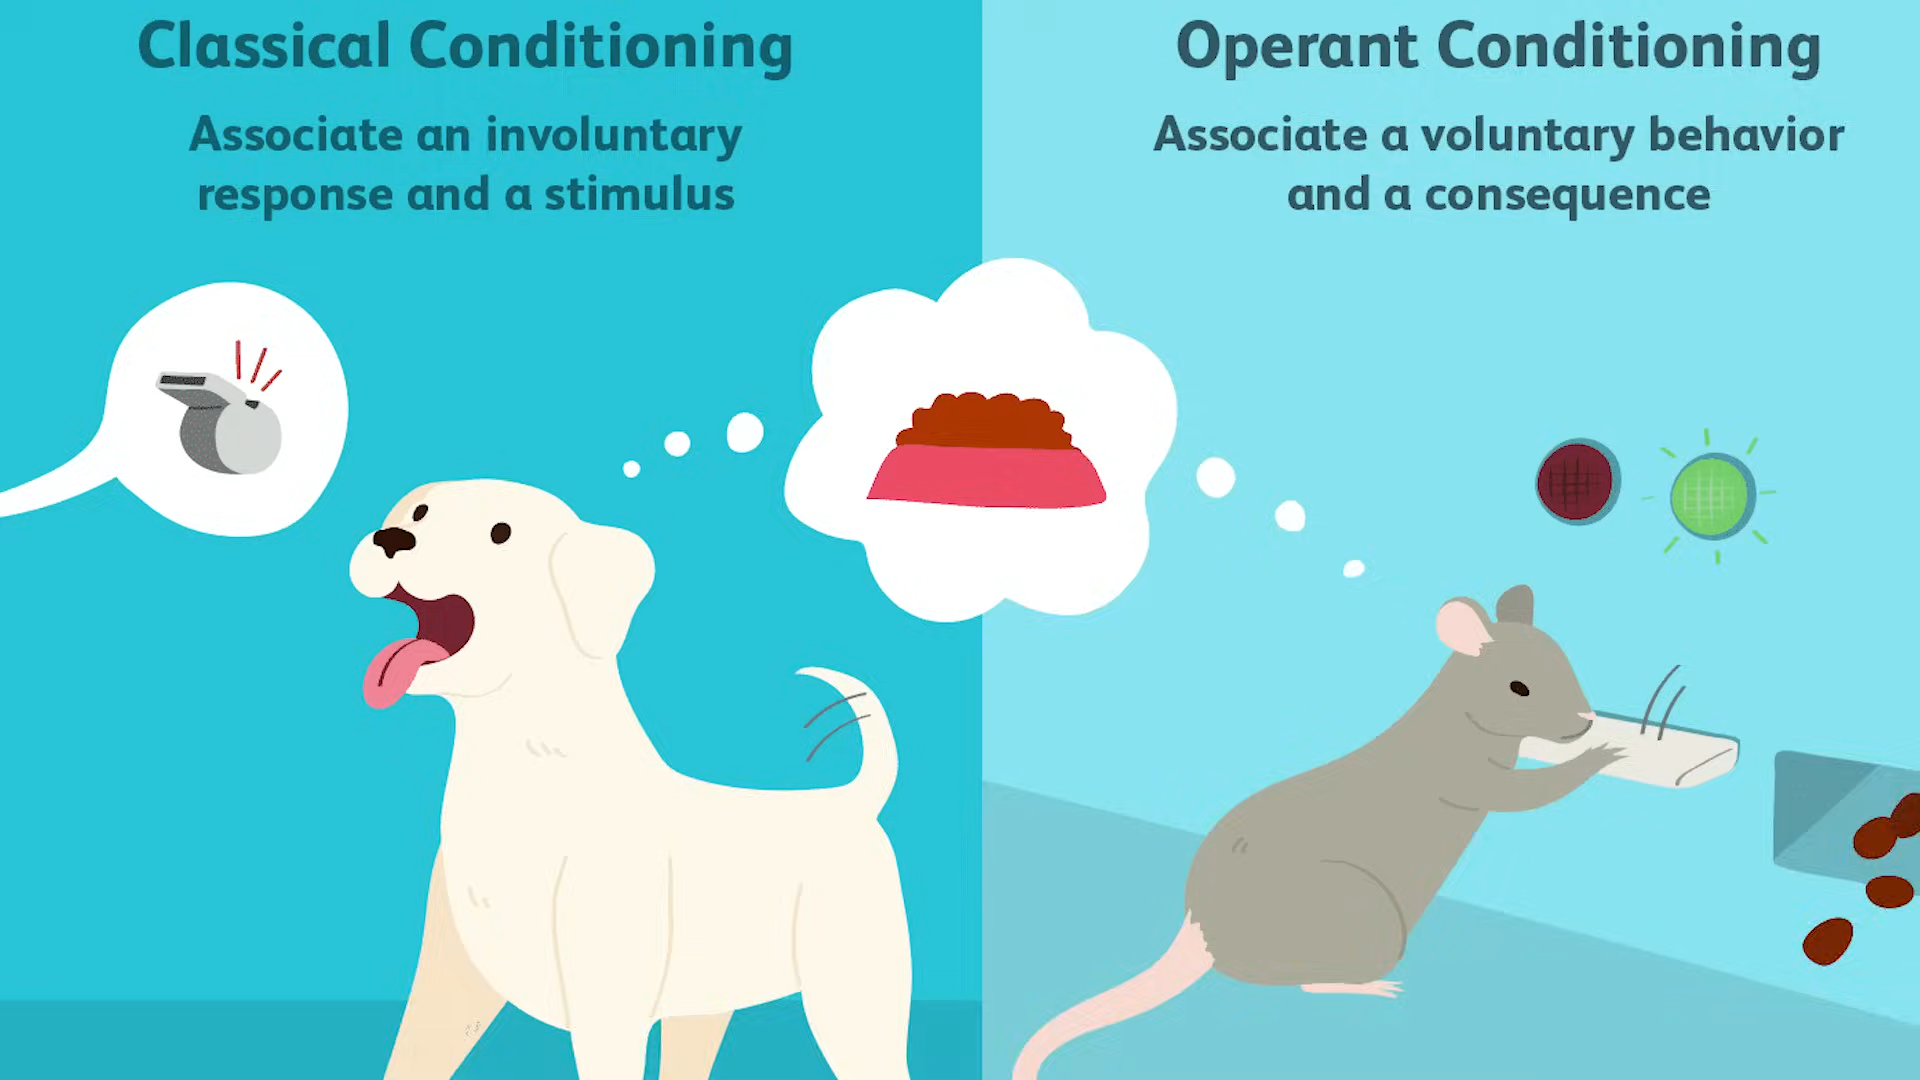 Classical Conditioning
Associate an involuntary
response and a stimulus
Operant Conditioning
Associate a voluntary behavior
and a consequence